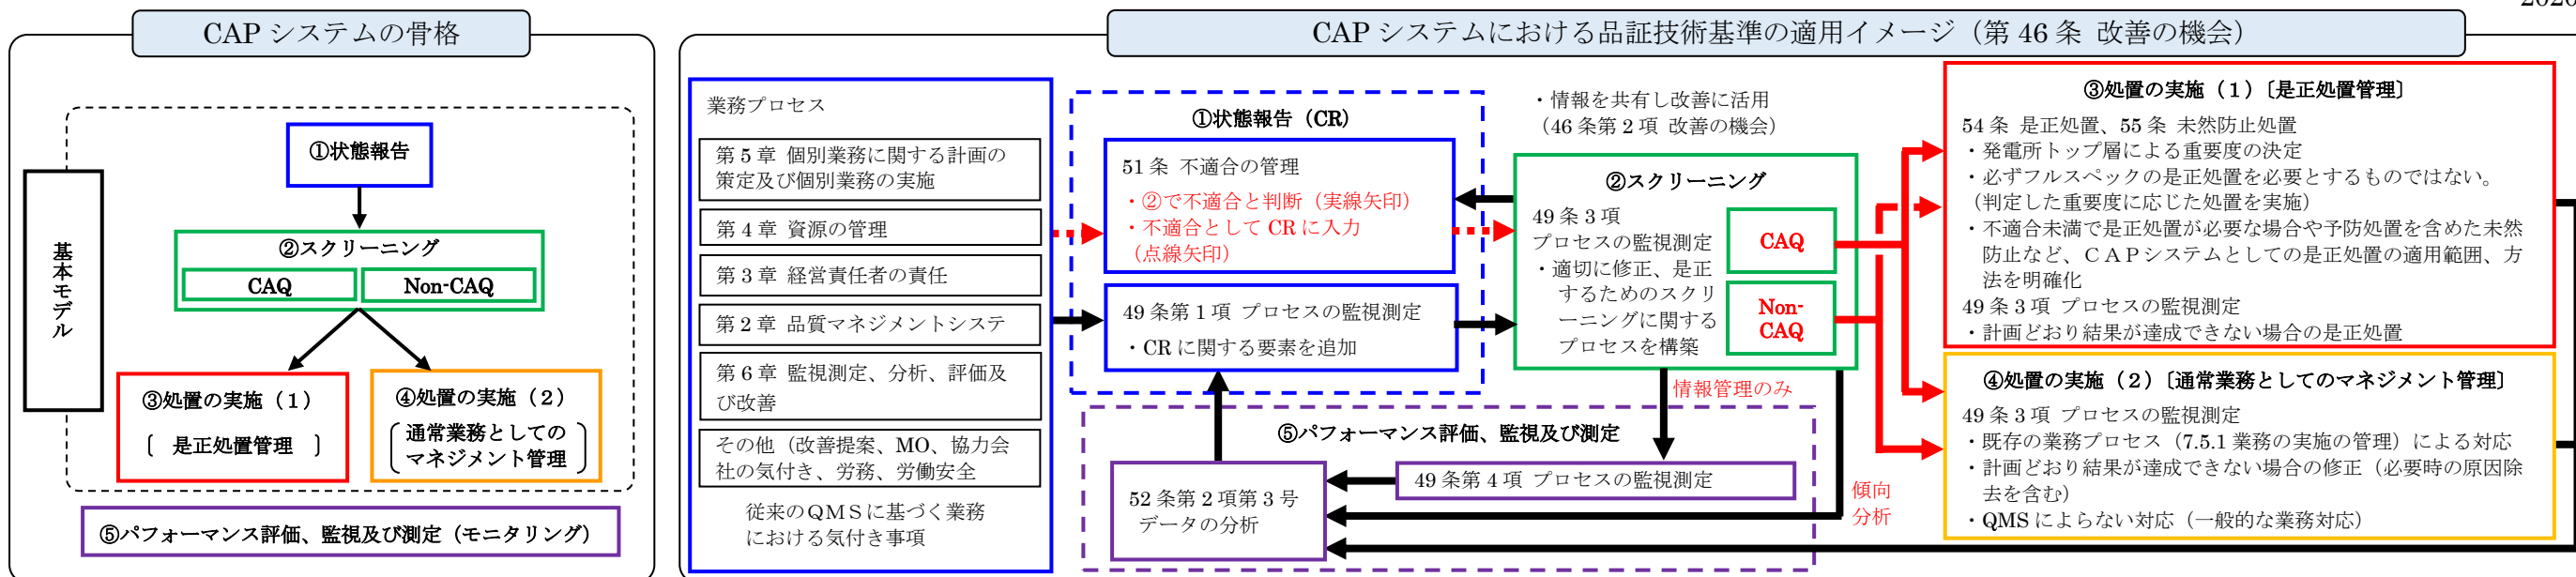 CAP システムの骨格
基本モデル
①状態報告
②スクリーニング
CAQ
Non-CAQ
③処置の実施（１）
〔 是正処置管理 〕
④処置の実施（２）
通常業務としての
マネジメント管理
⑤パフォーマンス評価、監視及び測定（モニタリング）
CAP システムにおける品証技術基準の適用イメージ（第 46 条 改善の機会）
業務プロセス
第 5 章 個別業務に関する計画の
策定及び個別業務の実施
第 4 章 資源の管理
第 3 章 経営責任者の責任
第 2 章 品質マネジメントシステ
第 6 章 監視測定、分析、評価及
び改善
その他（改善提案、MO、協力会
社の気付き、労務、労働安全
従来のＱＭＳに基づく業務
における気付き事項
①状態報告（CR）
51 条 不適合の管理
・②で不適合と判断（実線矢印）
・不適合として CR に入力
（点線矢印）
49 条第 1 項 プロセスの監視測定
・CR に関する要素を追加
・情報を共有し改善に活用
（46 条第 2 項 改善の機会）
②スクリーニング
49 条 3 項
プロセスの監視測定
・適切に修正、是正
するためのスクリ
ーニングに関する
プロセスを構築
CAQ
Non-
CAQ
情報管理のみ
⑤パフォーマンス評価、監視及び測定
49 条第 4 項 プロセスの監視測定
52 条第 2 項第 3 号
データの分析
傾向
分析
③処置の実施（１）〔是正処置管理〕
54 条 是正処置、55 条 未然防止処置
・発電所トップ層による重要度の決定
・必ずフルスペックの是正処置を必要とするものではない。
（判定した重要度に応じた処置を実施）
・不適合未満で是正処置が必要な場合や予防処置を含めた未然
防止など、ＣＡＰシステムとしての是正処置の適用範囲、方
法を明確化
49 条 3 項 プロセスの監視測定
・計画どおり結果が達成できない場合の是正処置
④処置の実施（２）〔通常業務としてのマネジメント管理〕
49 条 3 項 プロセスの監視測定
・既存の業務プロセス（7.5.1 業務の実施の管理）による対応
・計画どおり結果が達成できない場合の修正（必要時の原因除
去を含む）
・QMS によらない対応（一般的な業務対応）